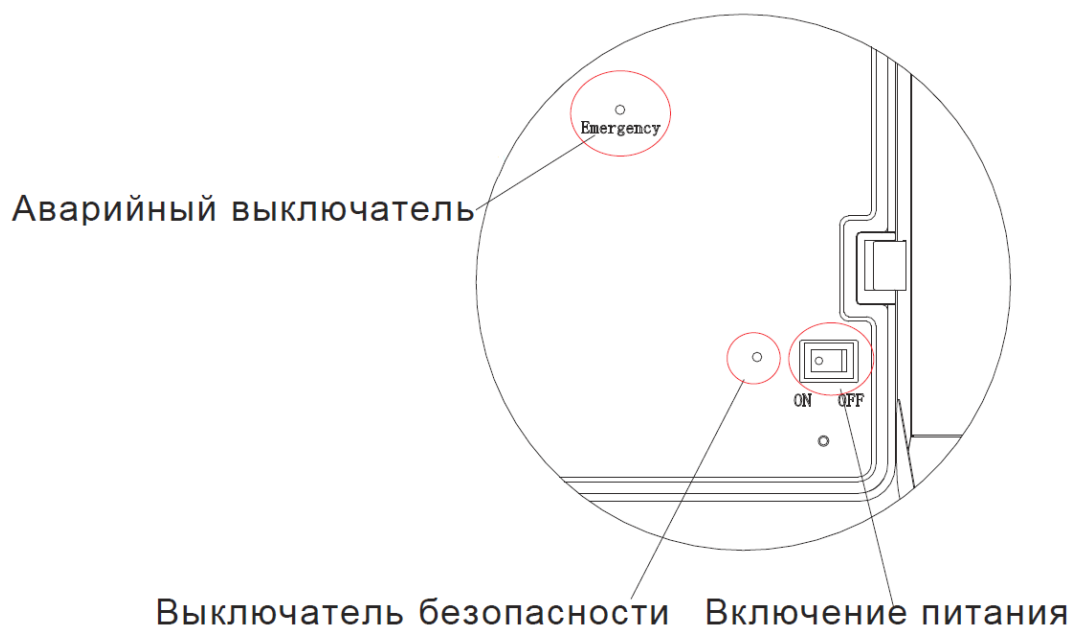 Emergency
Аварийный выключатель
ON OFF
Выключатель безопасности Включение питания